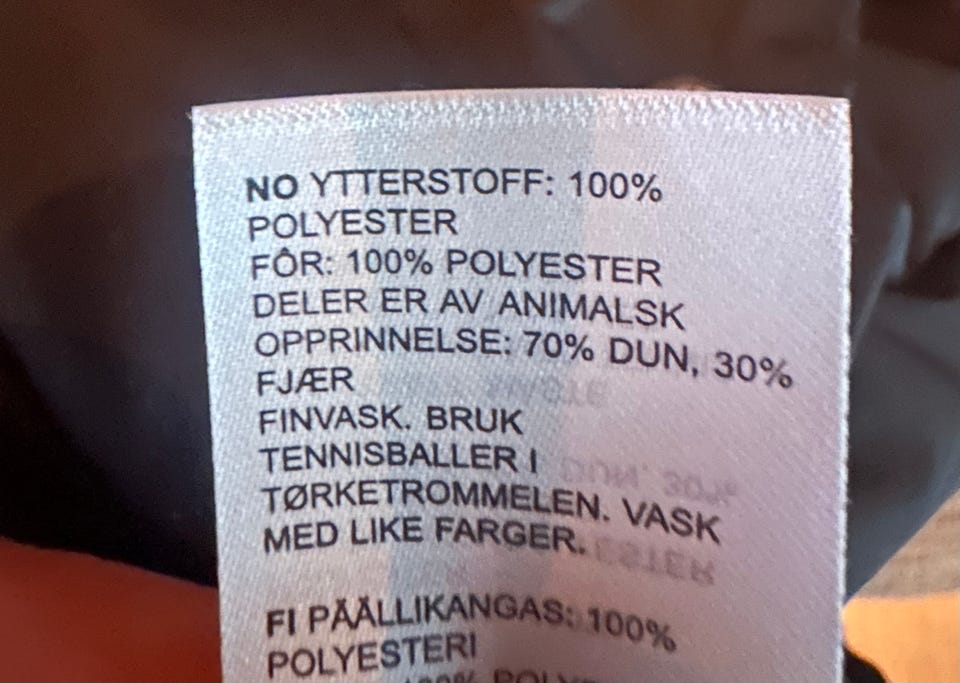 NO YTTERSTOFF: 100%
POLYESTER
FÔR: 100% POLYESTER
DELER ER AV ANIMALSK
OPPRINNELSE: 70% DUN, 30%
FJÆR
FINVASK. BRUK
TENNISBALLER I
TØRKETROMMELEN. VASK
MED LIKE FARGER.
FI PÄÄLLIKANGAS: 100%
POLYESTERI